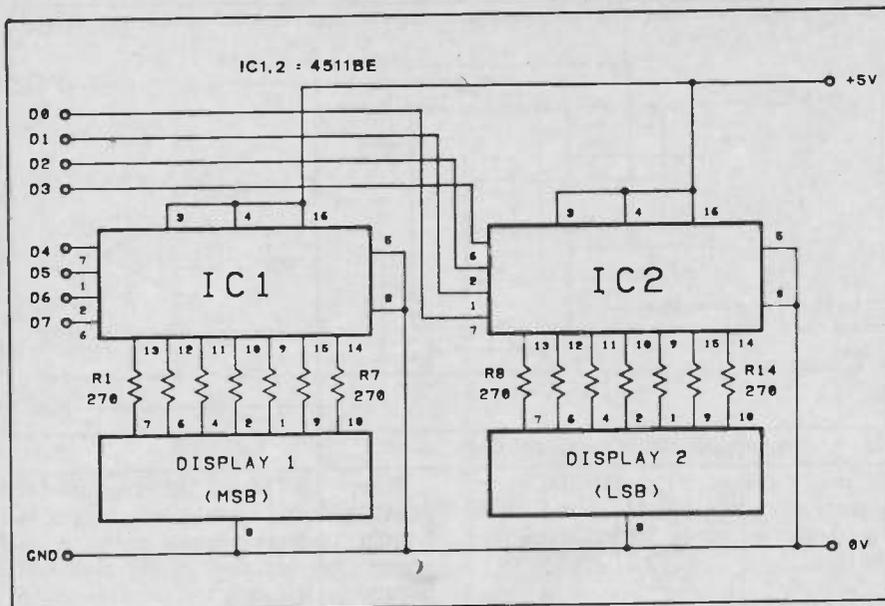 IC1,2 = 4511BE
+5V
D0
D1
D2
D3
3 4 16
3 4 16
D4
7
D5
1
D6
2
D7
6
IC1
5
8
6
2
1
7
IC2
5
8
13 12 11 10 9 15 14
13 12 11 10 9 15 14
R1
270
R7
270
R8
270
R14
270
7 6 4 2 1 9 10
7 6 4 2 1 9 10
DISPLAY 1
(MSB)
DISPLAY 2
(LSB)
8
8
GND
0V